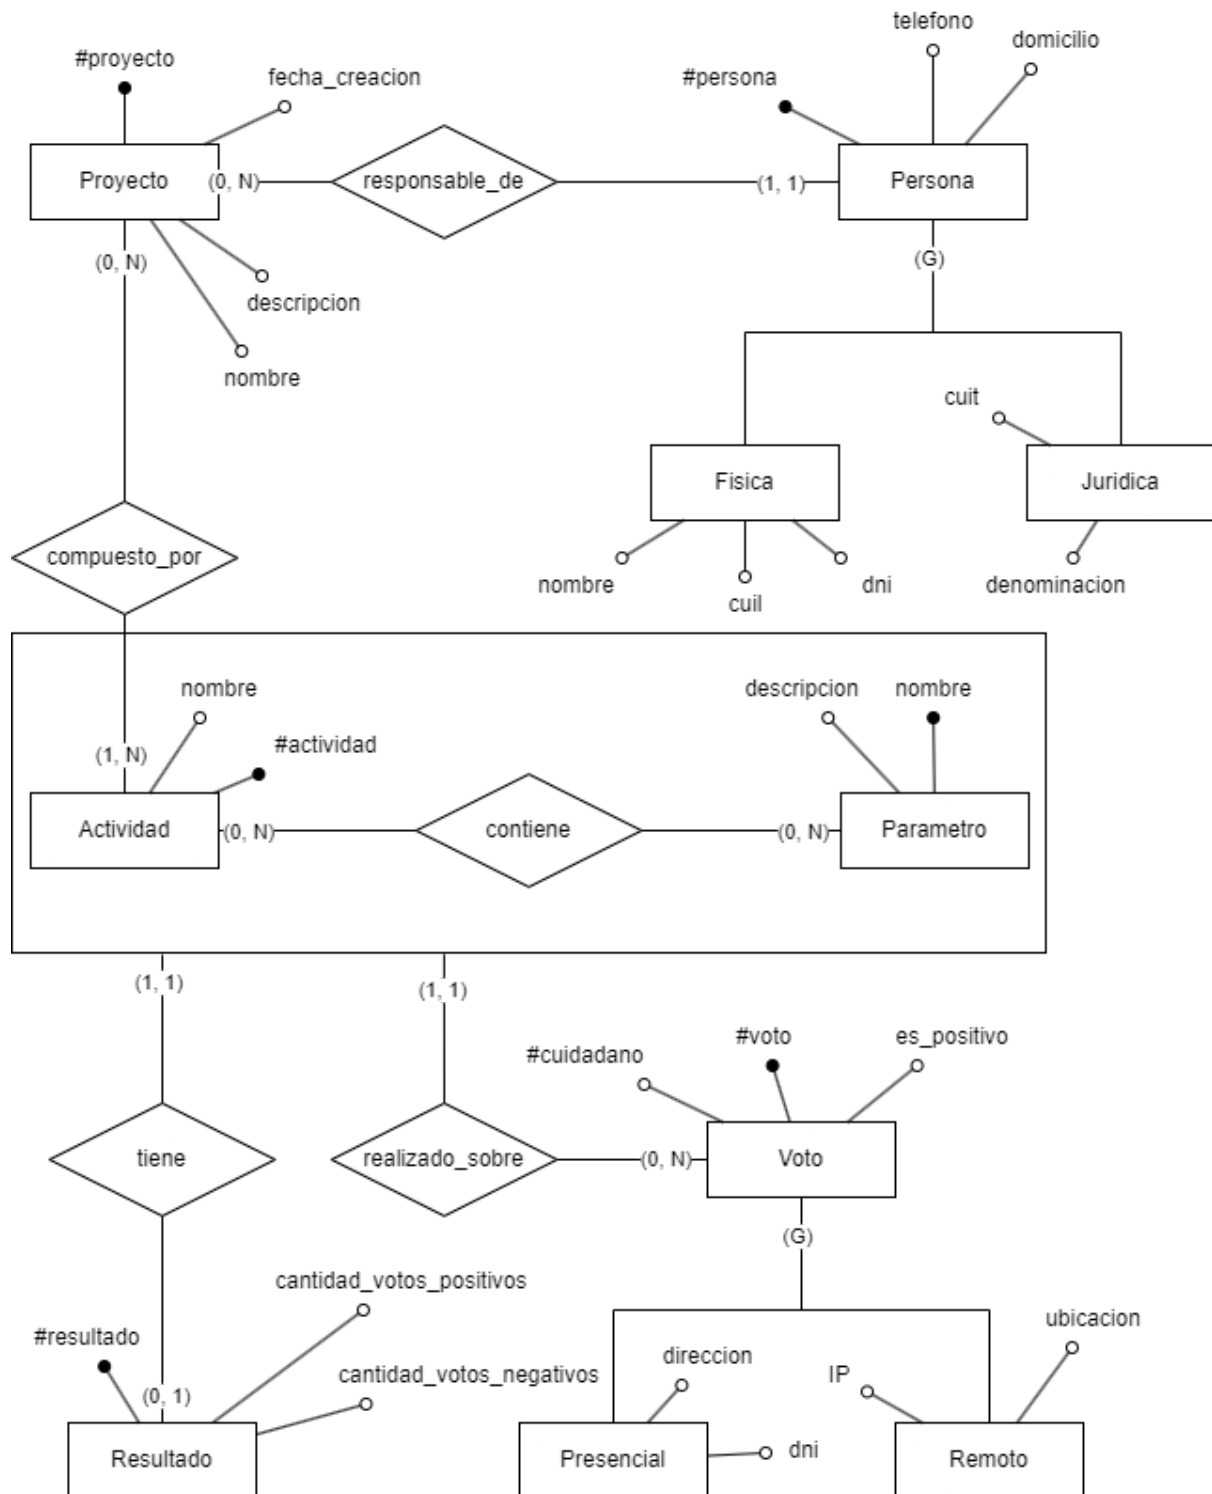 telefono
domicilio
#proyecto
fecha_creacion
#persona
Proyecto
(0, N)
responsable_de
(1, 1)
Persona
(0, N)
(G)
descripcion
nombre
cuit
Fisica
Juridica
compuesto_por
nombre
cuil
dni
denominacion
nombre
descripcion
nombre
#actividad
(1, N)
Actividad
(0, N)
contiene
(0, N)
Parametro
(1, 1)
(1, 1)
#cuidadano
#voto
es_positivo
tiene
realizado_sobre
(0, N)
Voto
(G)
cantidad_votos_positivos
#resultado
ubicacion
direccion
IP
cantidad_votos_negativos
(0, 1)
Resultado
Presencial
dni
Remoto